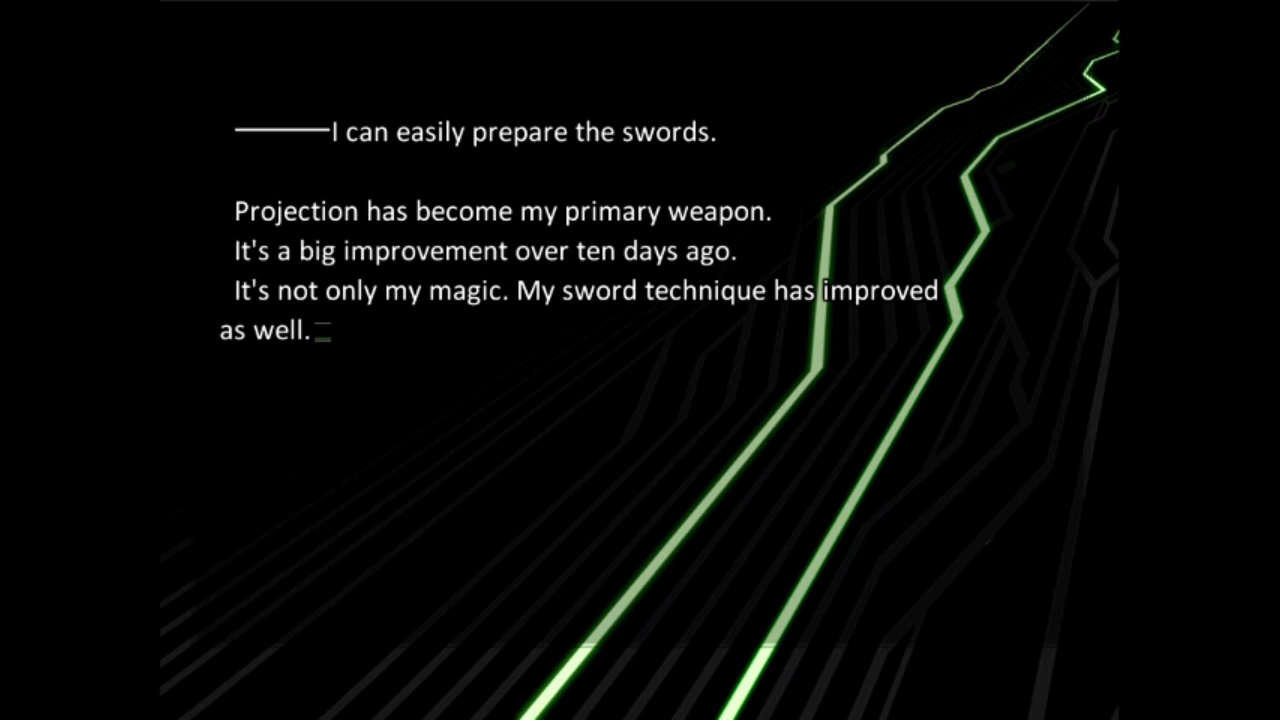 ———I can easily prepare the swords.
Projection has become my primary weapon.
It's a big improvement over ten days ago.
It's not only my magic. My sword technique has improved
as well.